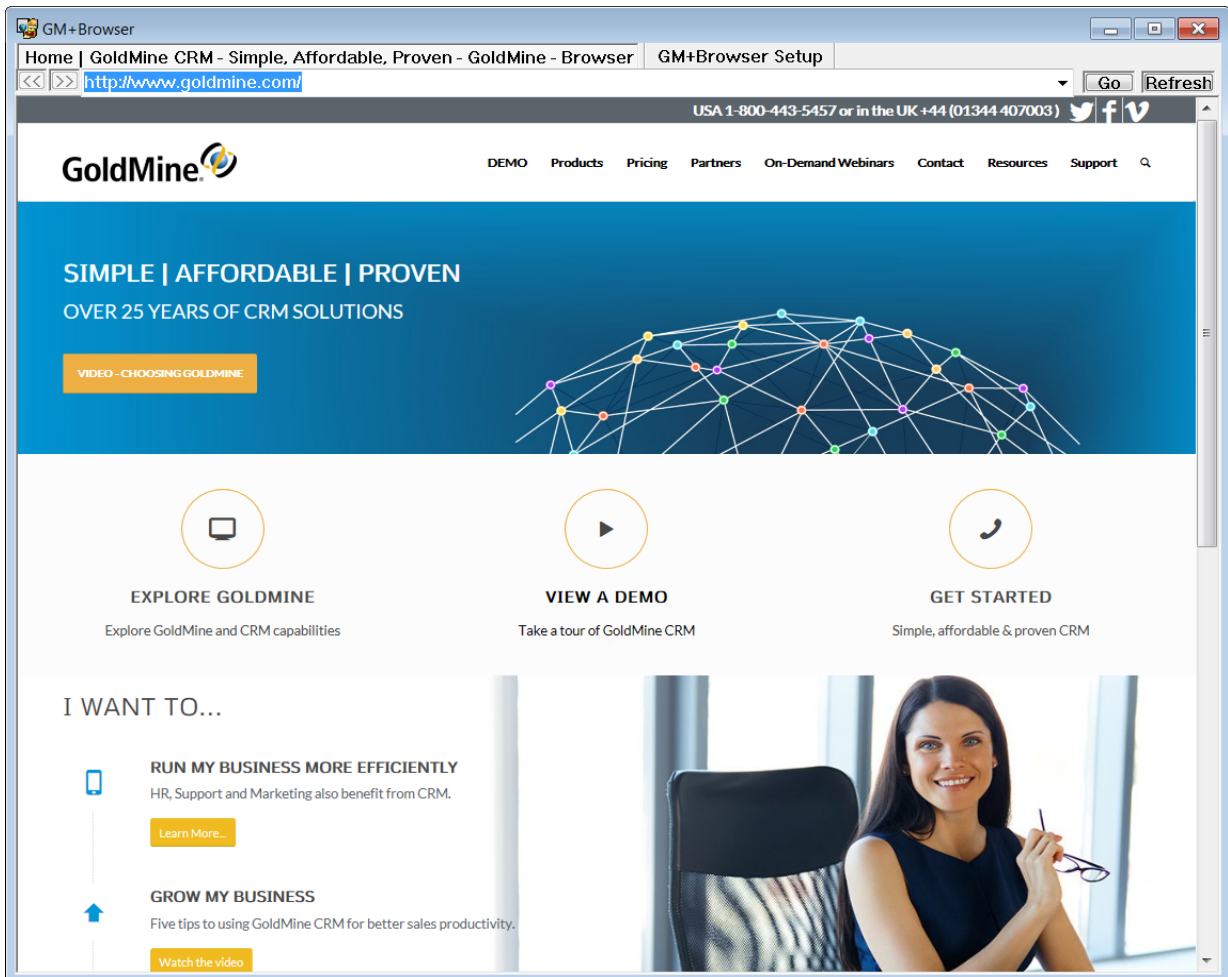 GM+Browser
Home | GoldMine CRM - Simple, Affordable, Proven - GoldMine - Browser
GM+Browser Setup
<< >> http://www.goldmine.com/ Go Refresh
USA 1-800-443-5457 or in the UK +44 (01344 407003 )
GoldMine®
DEMO Products Pricing Partners On-Demand Webinars Contact Resources Support
SIMPLE | AFFORDABLE | PROVEN
OVER 25 YEARS OF CRM SOLUTIONS
VIDEO - CHOOSING GOLDMINE
EXPLORE GOLDMINE
Explore GoldMine and CRM capabilities
VIEW A DEMO
Take a tour of GoldMine CRM
GET STARTED
Simple, affordable & proven CRM
I WANT TO...
RUN MY BUSINESS MORE EFFICIENTLY
HR, Support and Marketing also benefit from CRM.
Learn More...
GROW MY BUSINESS
Five tips to using GoldMine CRM for better sales productivity.
Watch the video